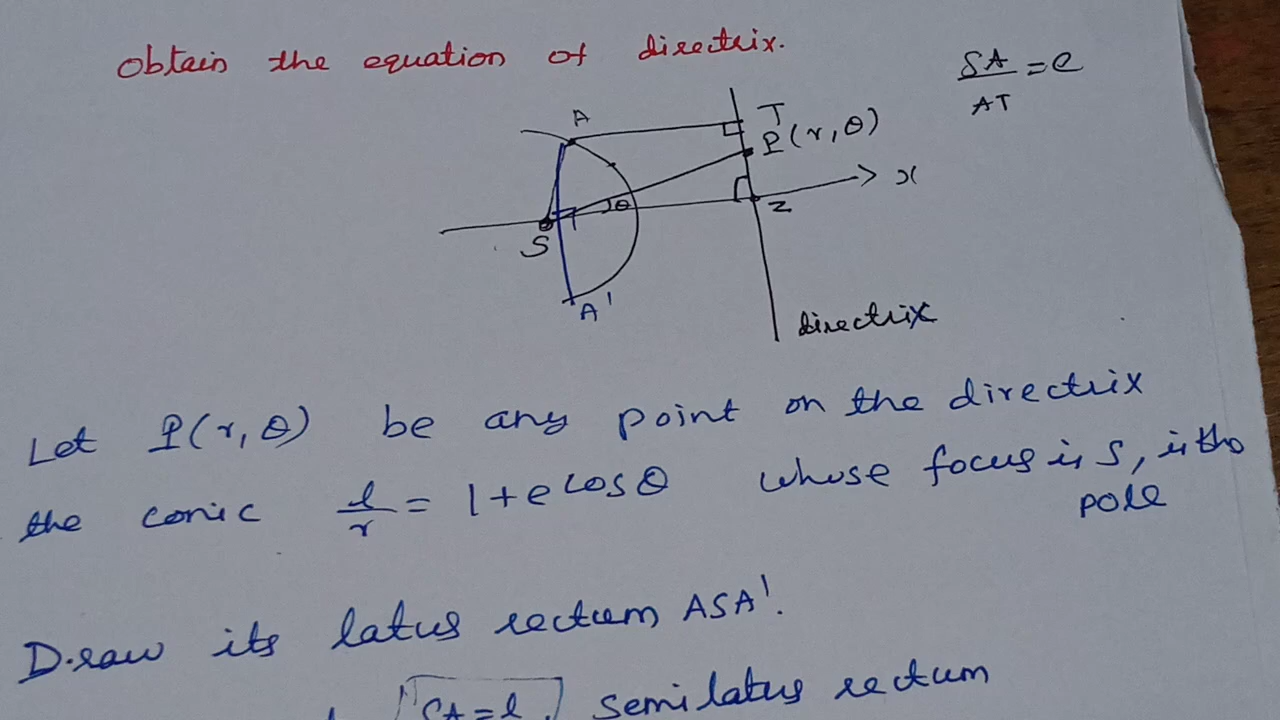 obtain the equation of directrix.
SA/AT = e
A
T
P(r, θ)
θ
x
Z
S
A'
directrix
Let P(r, θ) be any point on the directrix
the conic l/r = 1+e cosθ whose focus is S, is the
pole
Draw its latus rectum ASA'.
SA = l, semilatus rectum